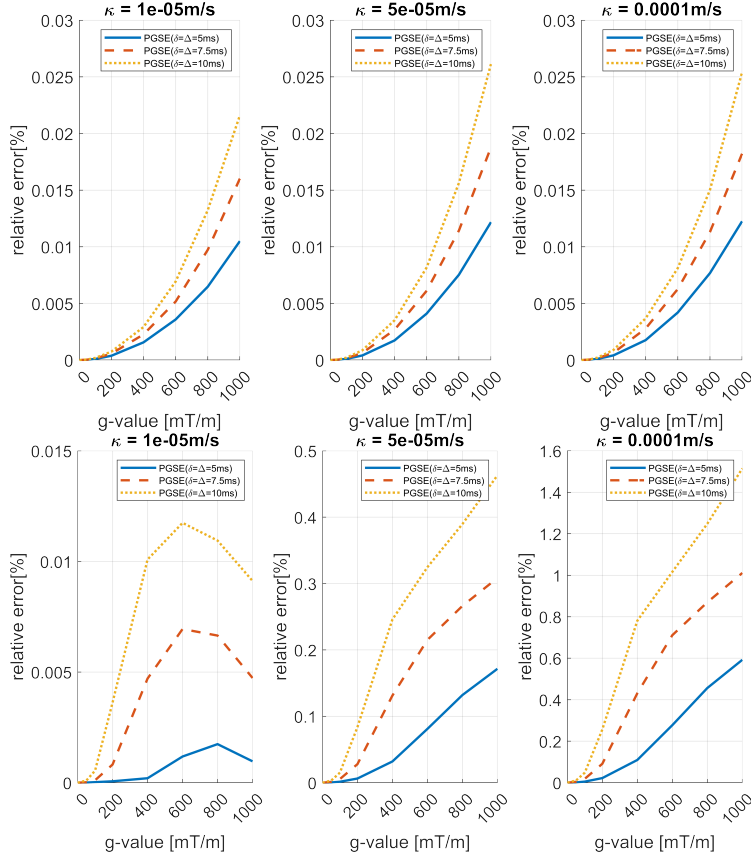 κ = 1e-05m/s
0.03
0.025
0.02
0.015
0.01
0.005
0
relative error[%]
PGSE(δ=Δ=5ms)
PGSE(δ=Δ=7.5ms)
PGSE(δ=Δ=10ms)
0
200
400
600
800
1000
g-value [mT/m]
κ = 5e-05m/s
0.03
0.025
0.02
0.015
0.01
0.005
0
relative error[%]
PGSE(δ=Δ=5ms)
PGSE(δ=Δ=7.5ms)
PGSE(δ=Δ=10ms)
0
200
400
600
800
1000
g-value [mT/m]
κ = 0.0001m/s
0.03
0.025
0.02
0.015
0.01
0.005
0
relative error[%]
PGSE(δ=Δ=5ms)
PGSE(δ=Δ=7.5ms)
PGSE(δ=Δ=10ms)
0
200
400
600
800
1000
g-value [mT/m]
κ = 1e-05m/s
0.015
0.01
0.005
0
relative error[%]
PGSE(δ=Δ=5ms)
PGSE(δ=Δ=7.5ms)
PGSE(δ=Δ=10ms)
0
200
400
600
800
1000
g-value [mT/m]
κ = 5e-05m/s
0.5
0.4
0.3
0.2
0.1
0
relative error[%]
PGSE(δ=Δ=5ms)
PGSE(δ=Δ=7.5ms)
PGSE(δ=Δ=10ms)
0
200
400
600
800
1000
g-value [mT/m]
κ = 0.0001m/s
1.6
1.4
1.2
1
0.8
0.6
0.4
0.2
0
relative error[%]
PGSE(δ=Δ=5ms)
PGSE(δ=Δ=7.5ms)
PGSE(δ=Δ=10ms)
0
200
400
600
800
1000
g-value [mT/m]